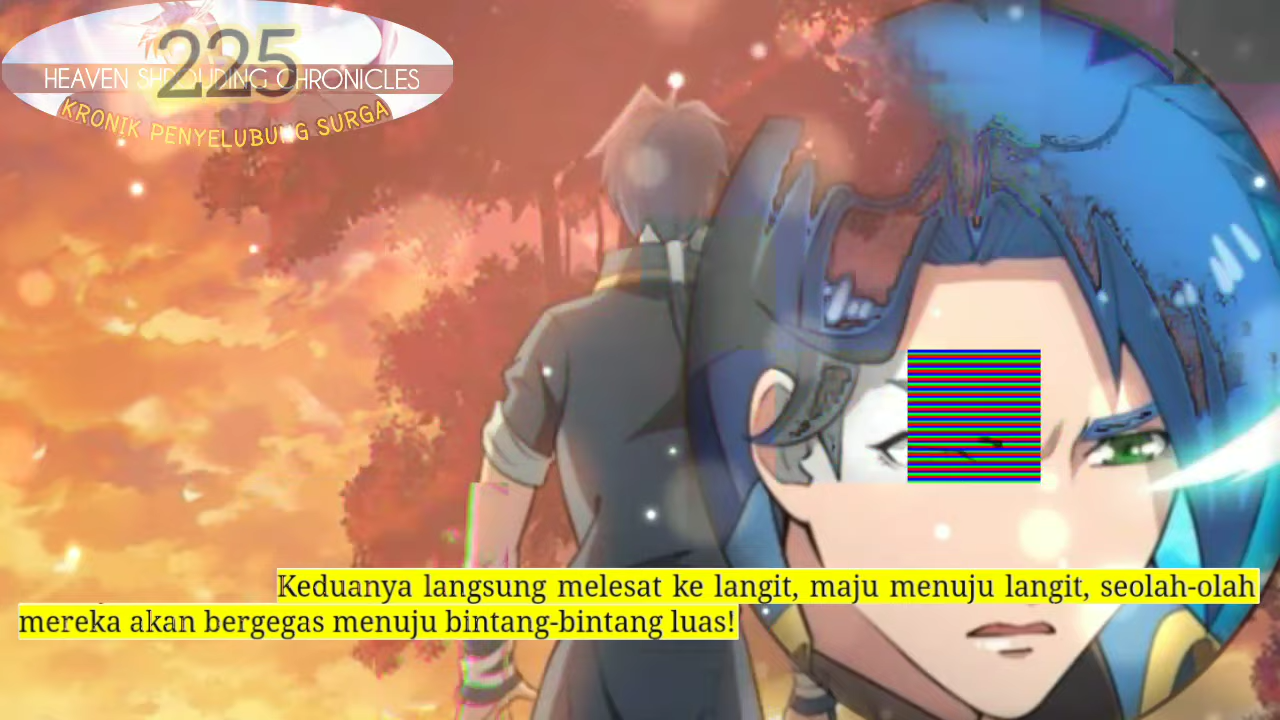 225
HEAVEN SHROUDING CHRONICLES
KRONIK PENYELUBUNG SURGA
Keduanya langsung melesat ke langit, maju menuju langit, seolah-olah
mereka akan bergegas menuju bintang-bintang luas!